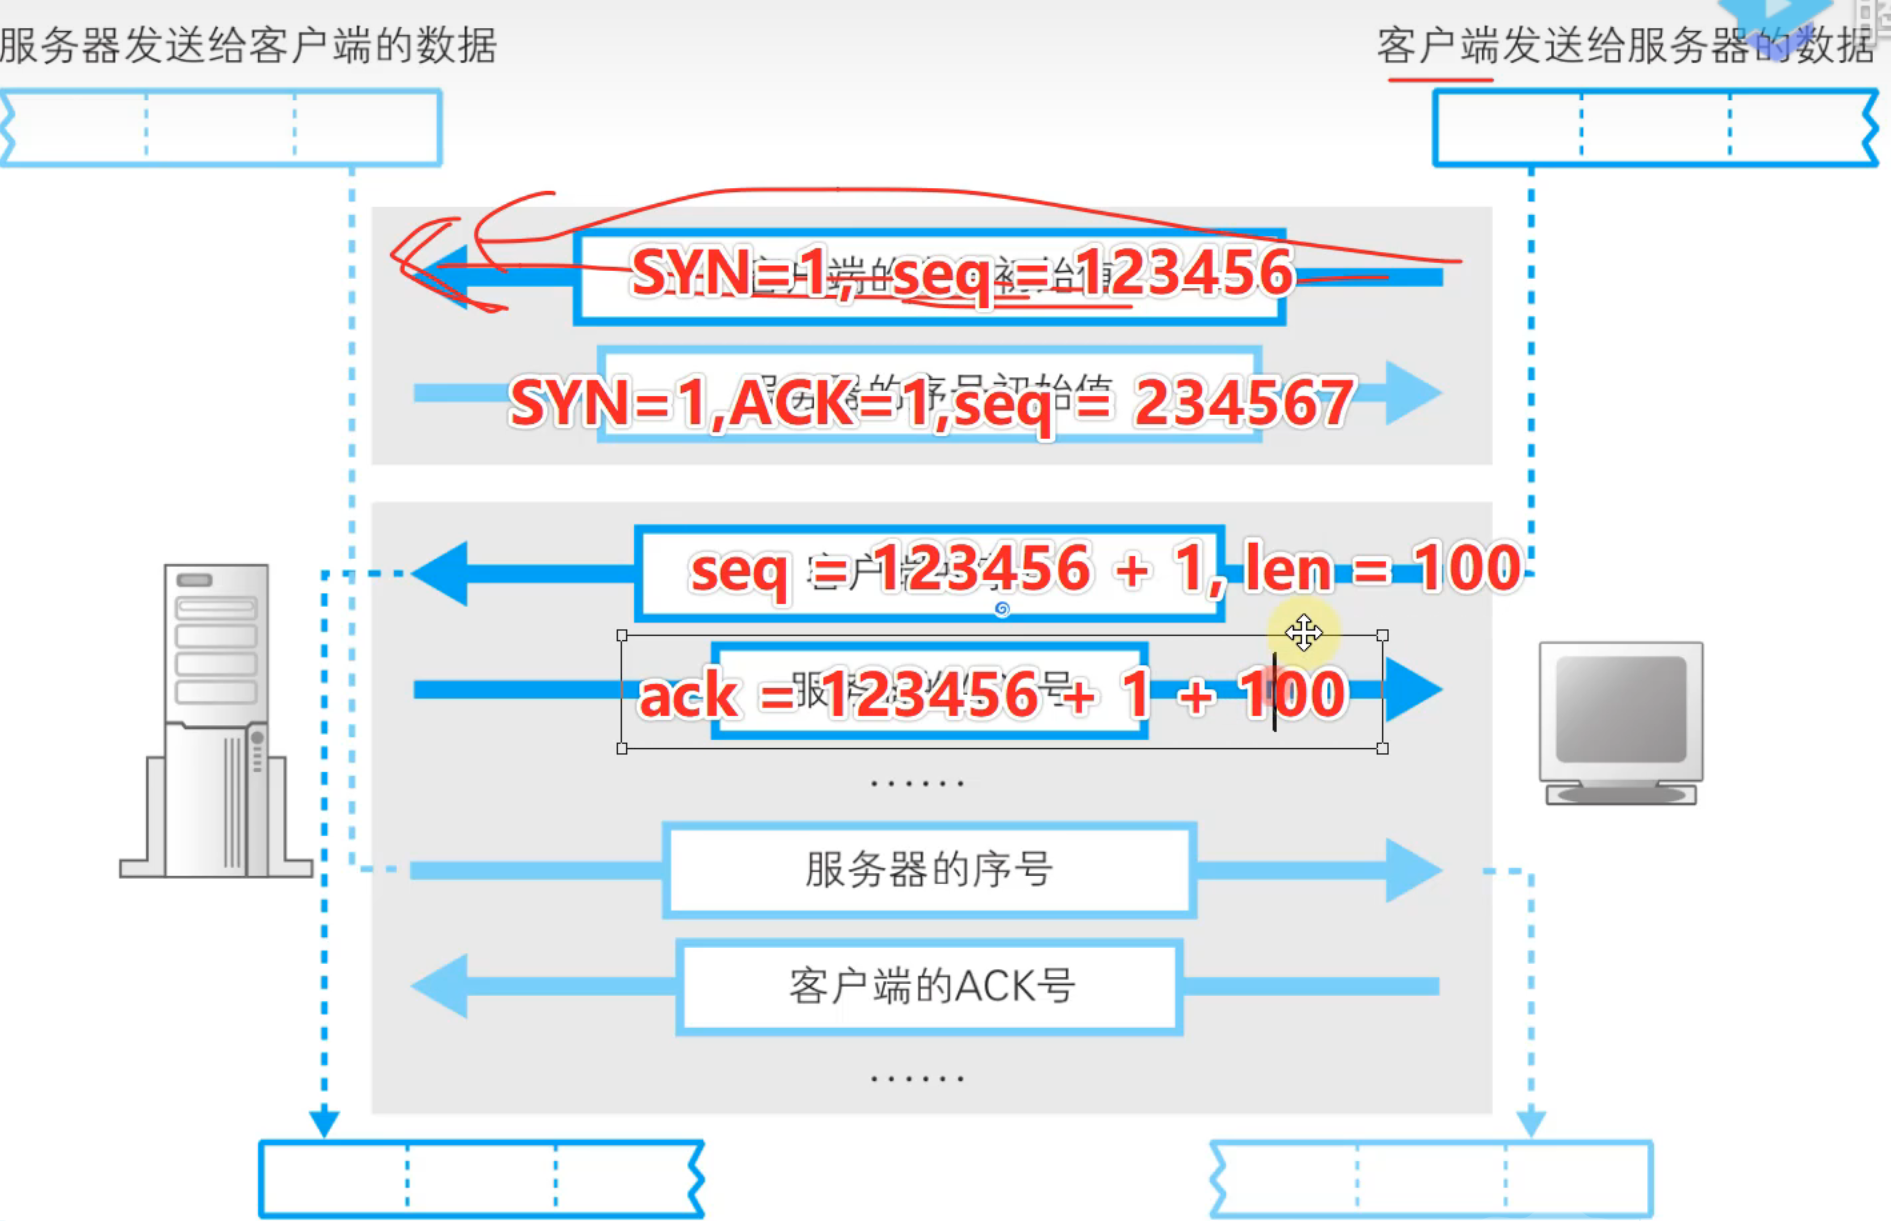 服务器发送给客户端的数据
客户端发送给服务器的数据
SYN=1, seq = 123456
SYN=1,ACK=1,seq = 234567
seq = 123456 + 1, len = 100
ack = 123456 + 1 + 100
......
服务器的序号
客户端的ACK号
......